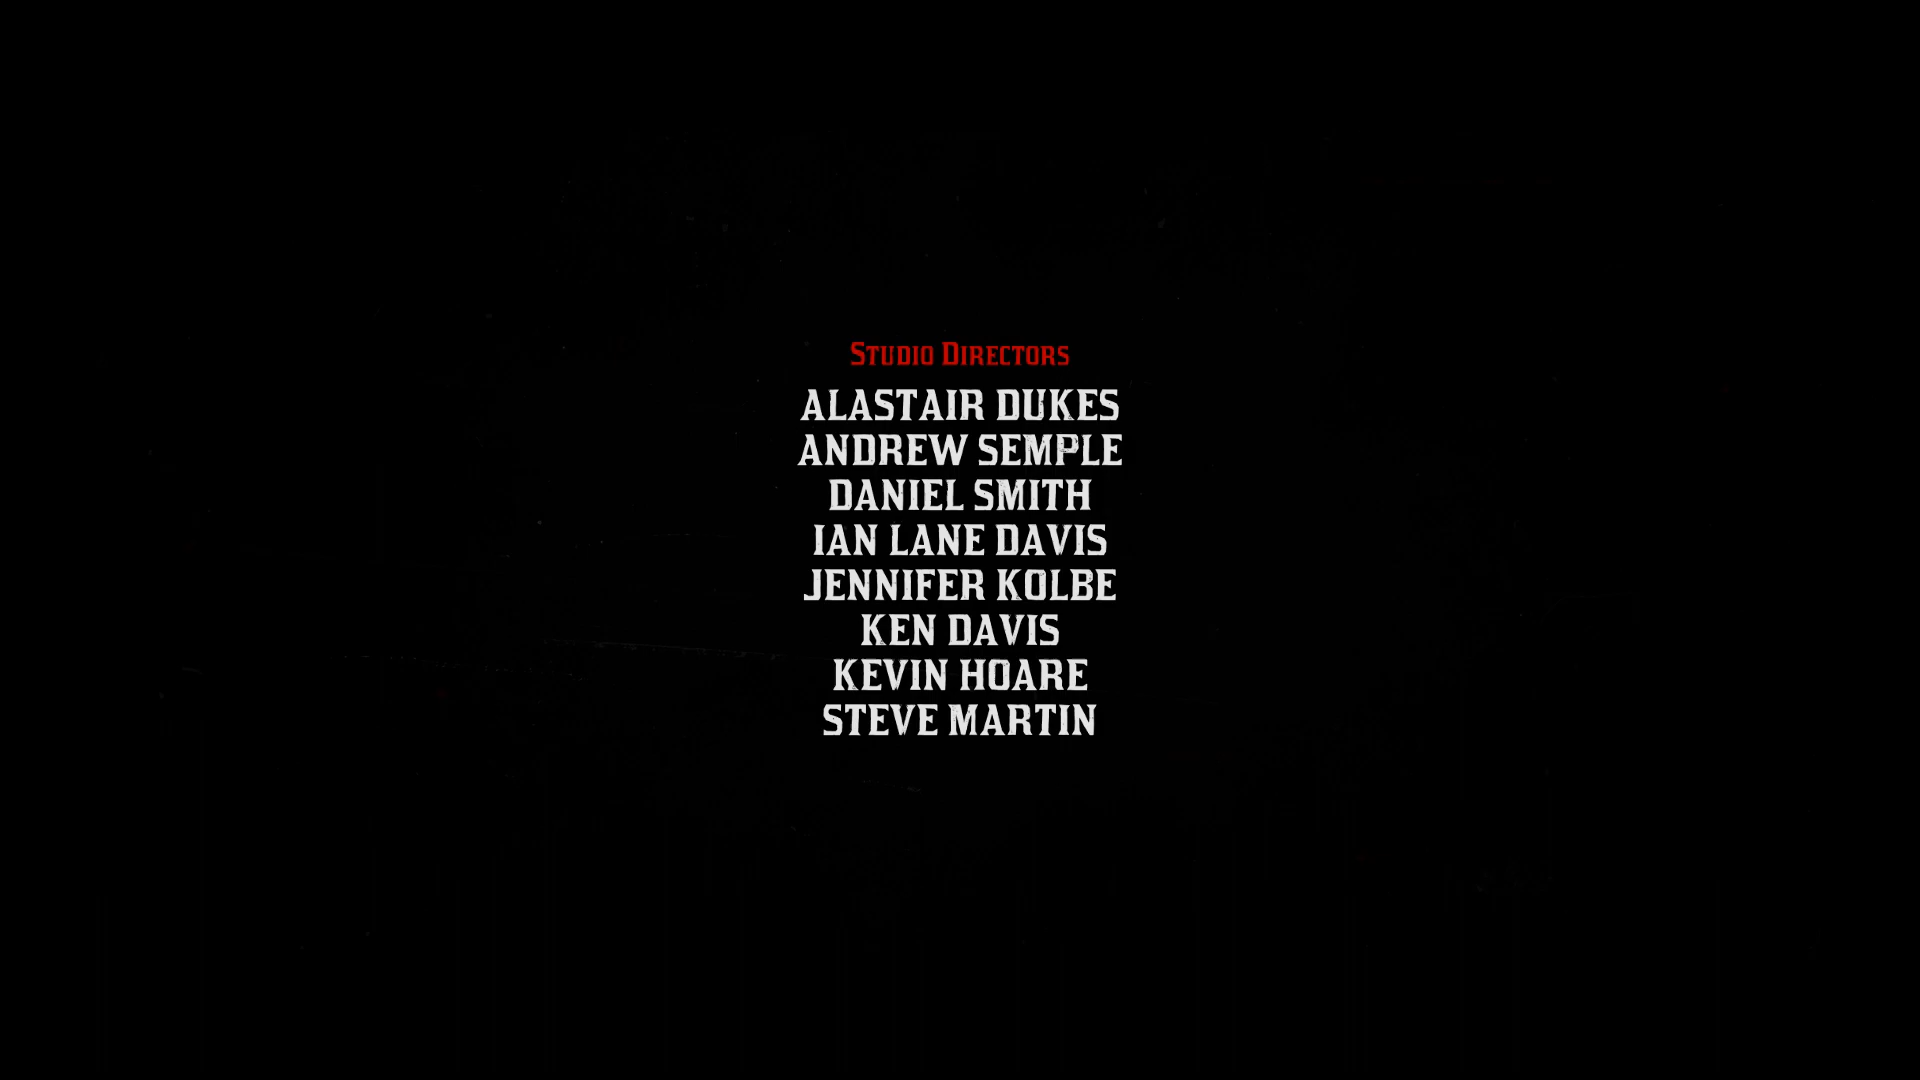 Studio Directors
ALASTAIR DUKES
ANDREW SEMPLE
DANIEL SMITH
IAN LANE DAVIS
JENNIFER KOLBE
KEN DAVIS
KEVIN HOARE
STEVE MARTIN